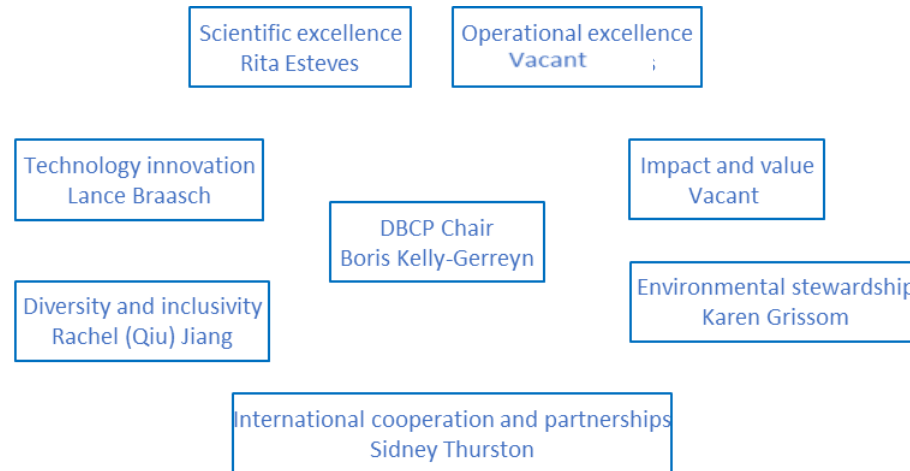 Scientific excellence
Rita Esteves
Operational excellence
Vacant
Technology innovation
Lance Braasch
Impact and value
Vacant
DBCP Chair
Boris Kelly-Gerreyn
Diversity and inclusivity
Rachel (Qiu) Jiang
Environmental stewardship
Karen Grissom
International cooperation and partnerships
Sidney Thurston